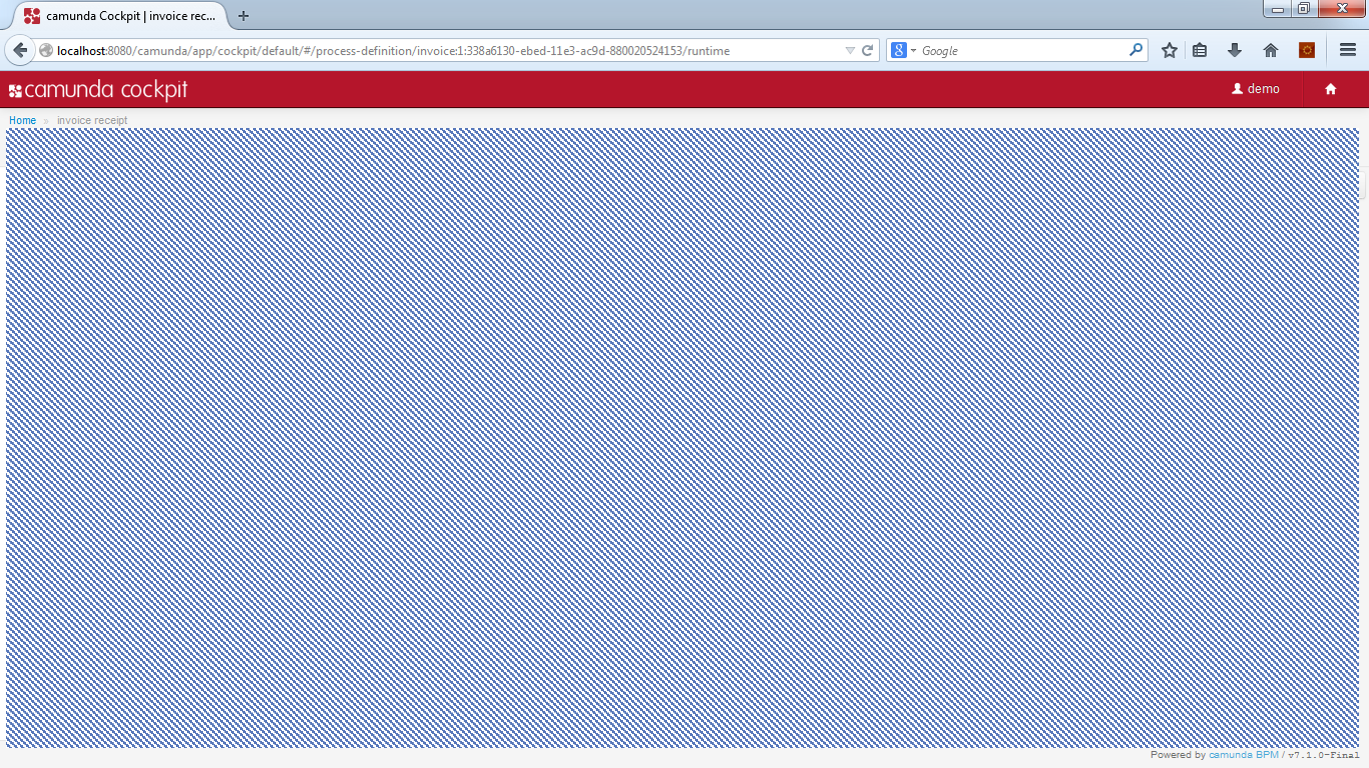 camunda Cockpit | invoice rec...
localhost:8080/camunda/app/cockpit/default/#/process-definition/invoice:1:338a6130-ebed-11e3-ac9d-880020524153/runtime
Google
camunda cockpit
demo
Home » invoice receipt
Powered by camunda BPM / v7.1.0-Final